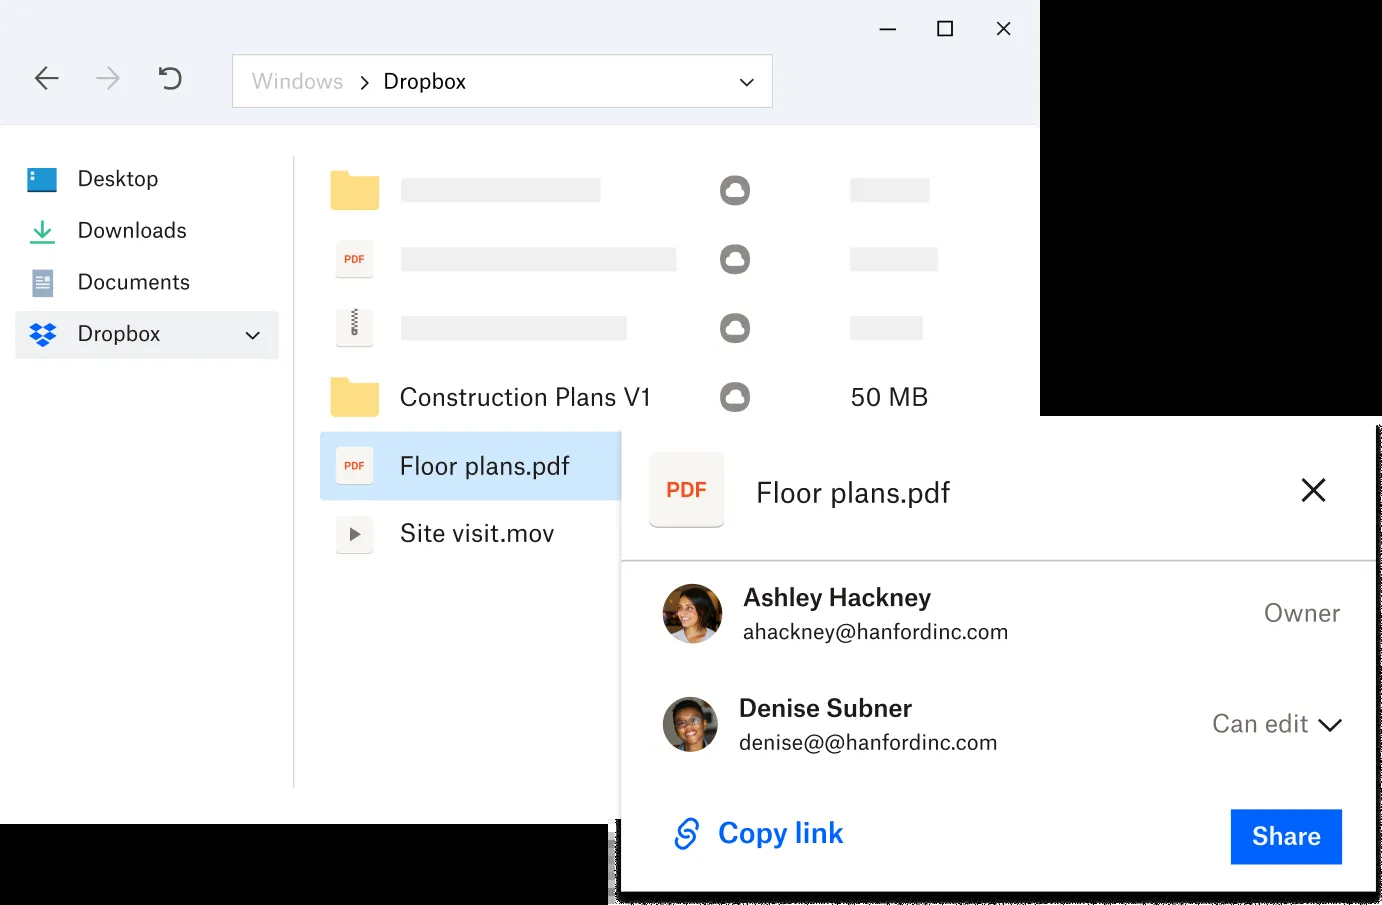 Windows > Dropbox
Desktop
Downloads
Documents
Dropbox
PDF
Construction Plans V1 50 MB
PDF Floor plans.pdf
Site visit.mov
PDF Floor plans.pdf
Ashley Hackney
ahackney@hanfordinc.com
Owner
Denise Subner
denise@@hanfordinc.com
Can edit
Copy link
Share